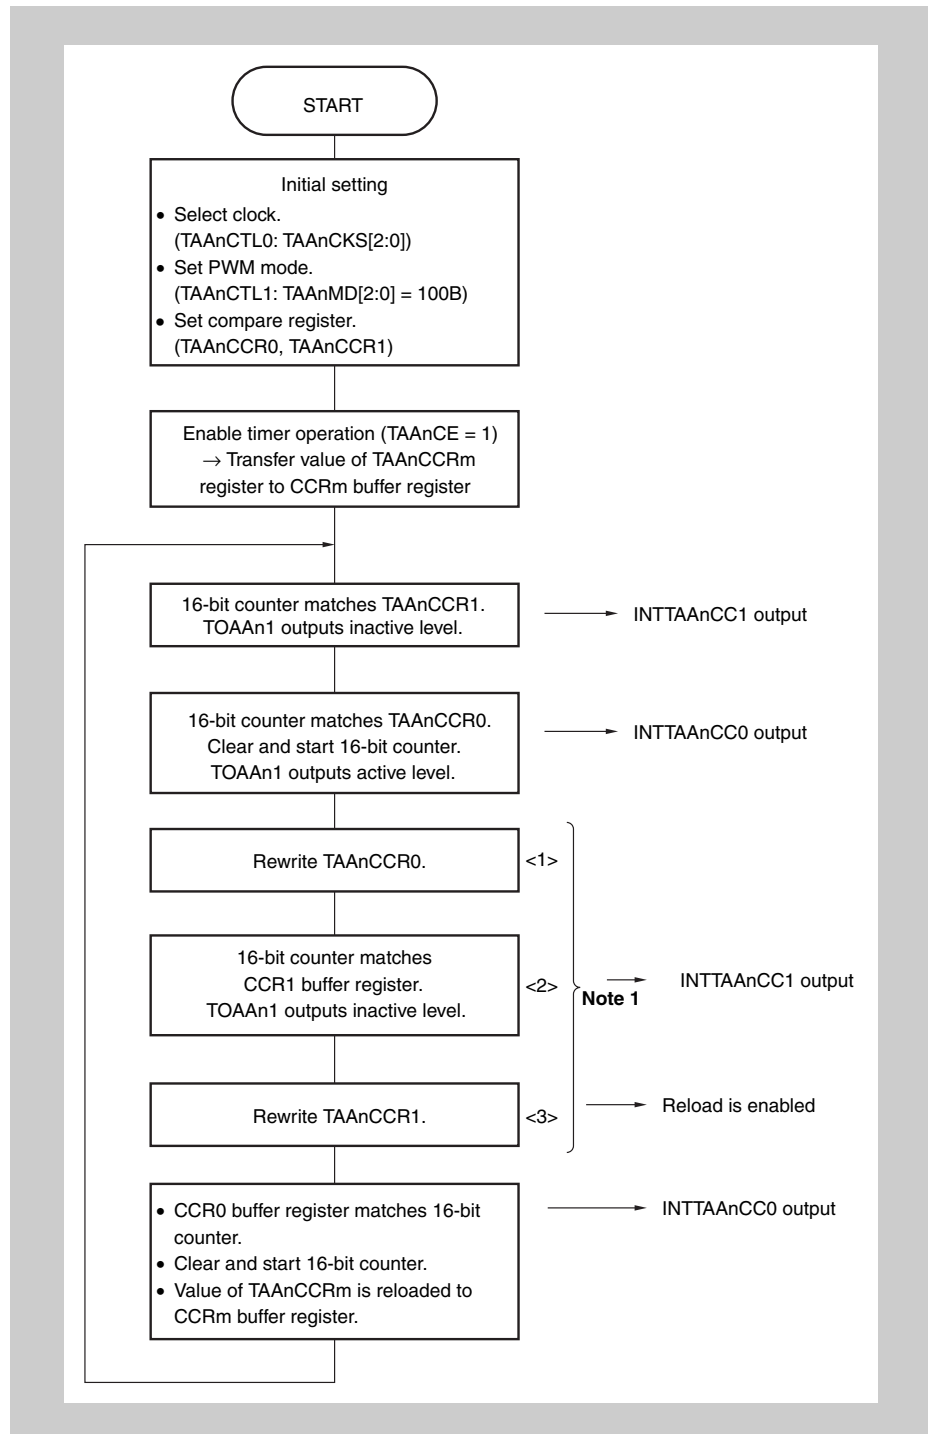 START
Initial setting
• Select clock.
(TAAnCTL0: TAAnCKS[2:0])
• Set PWM mode.
(TAAnCTL1: TAAnMD[2:0] = 100B)
• Set compare register.
(TAAnCCR0, TAAnCCR1)
Enable timer operation (TAAnCE = 1)
→ Transfer value of TAAnCCRm
register to CCRm buffer register
16-bit counter matches TAAnCCR1.
TOAAn1 outputs inactive level.
INTTAAnCC1 output
16-bit counter matches TAAnCCR0.
Clear and start 16-bit counter.
TOAAn1 outputs active level.
INTTAAnCC0 output
Rewrite TAAnCCR0.
<1>
16-bit counter matches
CCR1 buffer register.
TOAAn1 outputs inactive level.
<2>
Note 1
INTTAAnCC1 output
Rewrite TAAnCCR1.
<3>
Reload is enabled
• CCR0 buffer register matches 16-bit
counter.
• Clear and start 16-bit counter.
• Value of TAAnCCRm is reloaded to
CCRm buffer register.
INTTAAnCC0 output